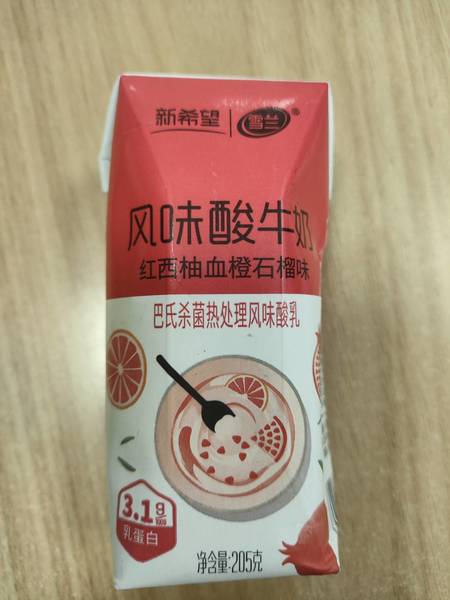 新希望 雪兰®
风味酸牛奶
红西柚血橙石榴味
巴氏杀菌热处理风味酸乳
3.1g
乳蛋白
净含量:205克